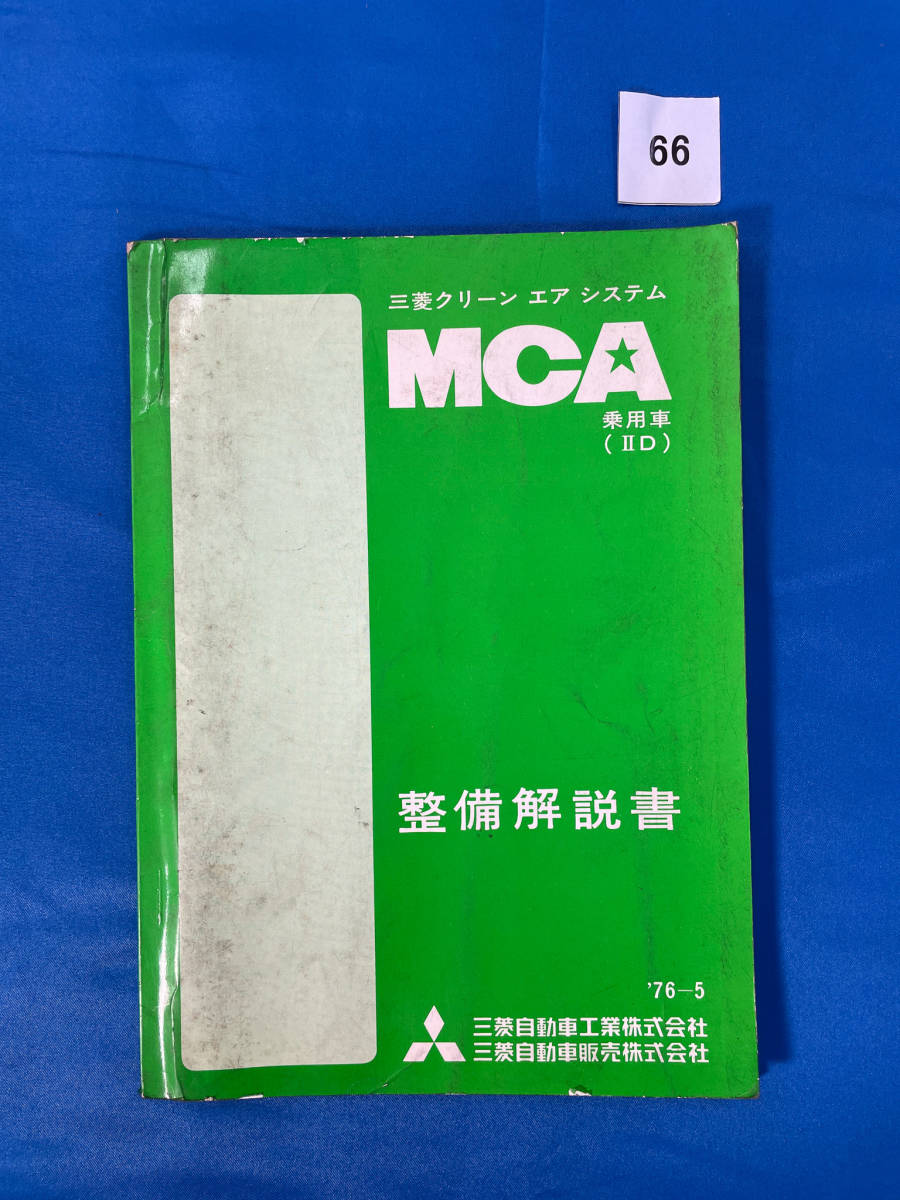 66
三菱クリーン エア システム
MCA
乗用車
(ⅡD)
整備解説書
'76-5
三菱自動車工業株式会社
三菱自動車販売株式会社